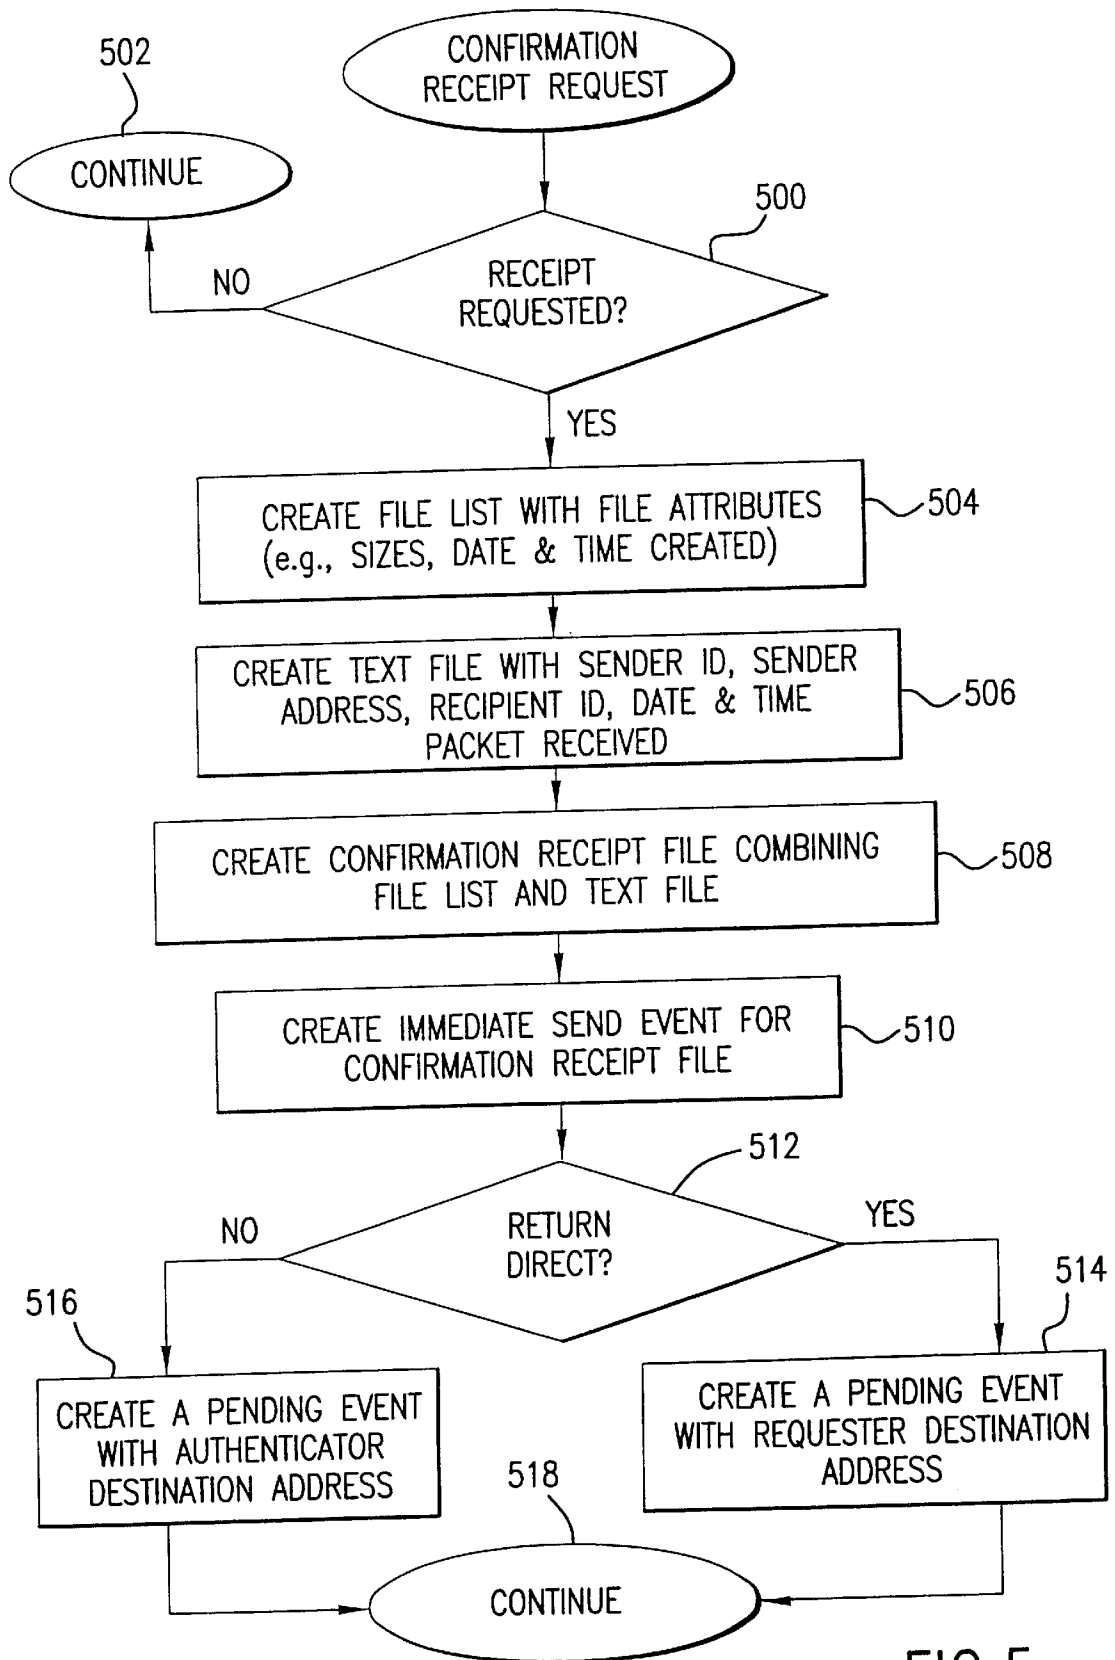 CONFIRMATION
RECEIPT REQUEST
502
CONTINUE
500
RECEIPT
REQUESTED?
NO
YES
CREATE FILE LIST WITH FILE ATTRIBUTES
(e.g., SIZES, DATE & TIME CREATED)
504
CREATE TEXT FILE WITH SENDER ID, SENDER
ADDRESS, RECIPIENT ID, DATE & TIME
PACKET RECEIVED
506
CREATE CONFIRMATION RECEIPT FILE COMBINING
FILE LIST AND TEXT FILE
508
CREATE IMMEDIATE SEND EVENT FOR
CONFIRMATION RECEIPT FILE
510
512
RETURN
DIRECT?
NO
YES
516
CREATE A PENDING EVENT
WITH AUTHENTICATOR
DESTINATION ADDRESS
514
CREATE A PENDING EVENT
WITH REQUESTER DESTINATION
ADDRESS
518
CONTINUE